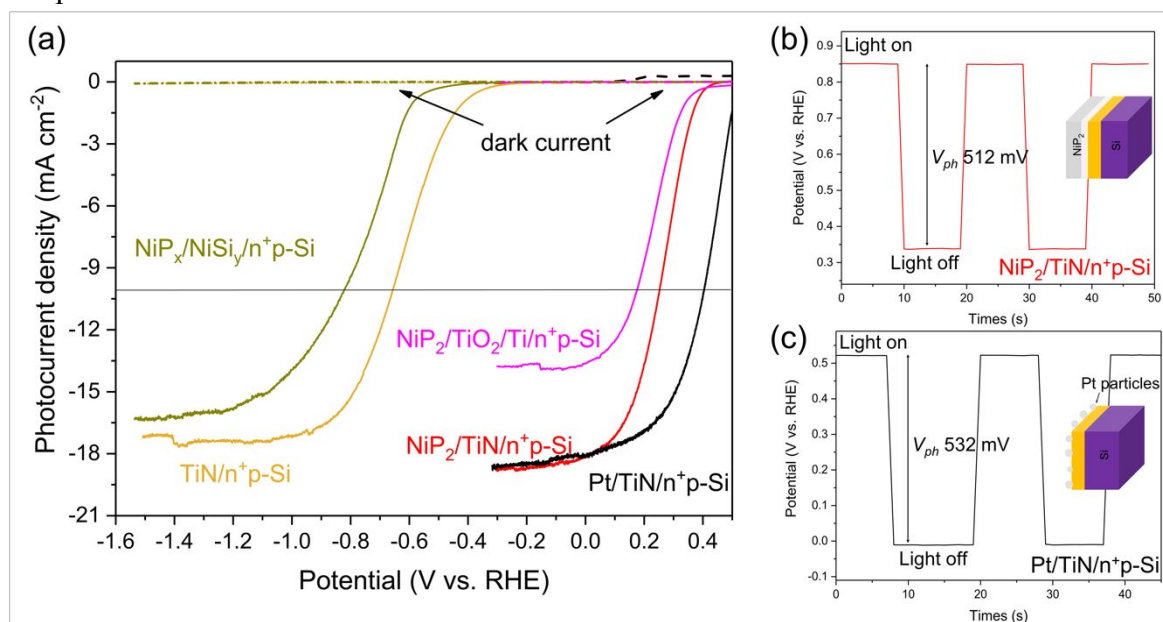 (a)
0
-3
-6
-9
-12
-15
-18
-21
Photocurrent density (mA cm⁻²)
dark current
NiPₓ/NiSiᵧ/n⁺p-Si
NiP₂/TiO₂/Ti/n⁺p-Si
TiN/n⁺p-Si
NiP₂/TiN/n⁺p-Si
Pt/TiN/n⁺p-Si
-1.6 -1.4 -1.2 -1.0 -0.8 -0.6 -0.4 -0.2 0.0 0.2 0.4
Potential (V vs. RHE)
(b)
Light on
0.9
0.8
0.7
0.6
0.5
0.4
0.3
Potential (V vs. RHE)
NiP₂
Si
V_ph 512 mV
Light off
NiP₂/TiN/n⁺p-Si
0 10 20 30 40 50
Times (s)
(c)
Light on
0.5
0.4
0.3
0.2
0.1
0.0
-0.1
Potential (V vs. RHE)
Pt particles
Si
V_ph 532 mV
Light off
Pt/TiN/n⁺p-Si
0 10 20 30 40
Times (s)